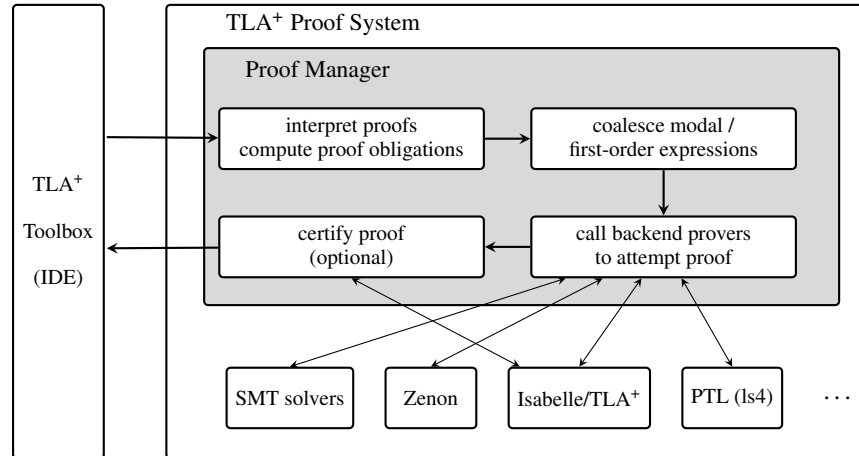 TLA⁺ Proof System
Proof Manager
interpret proofs
compute proof obligations
coalesce modal /
first-order expressions
TLA⁺
Toolbox
(IDE)
certify proof
(optional)
call backend provers
to attempt proof
SMT solvers
Zenon
Isabelle/TLA⁺
PTL (ls4)
...